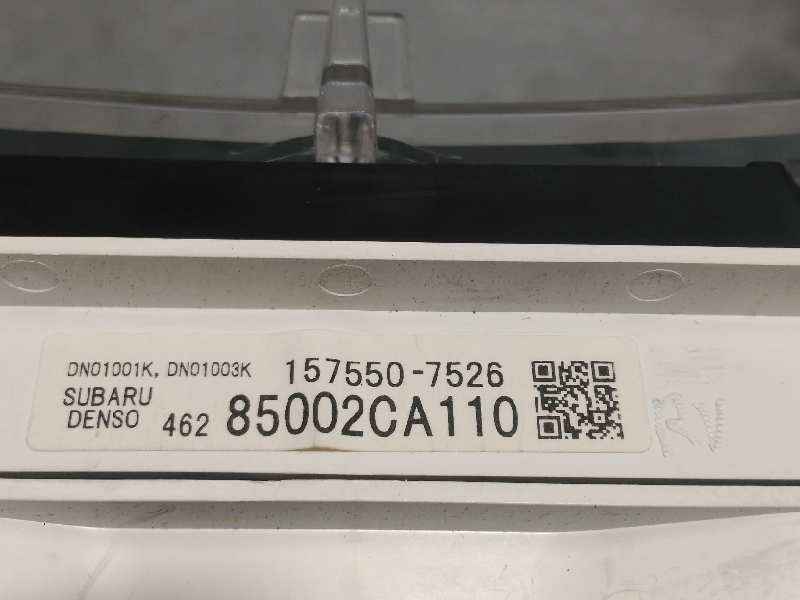 DN01001K, DN01003K 157550-7526
SUBARU
DENSO 462 85002CA110